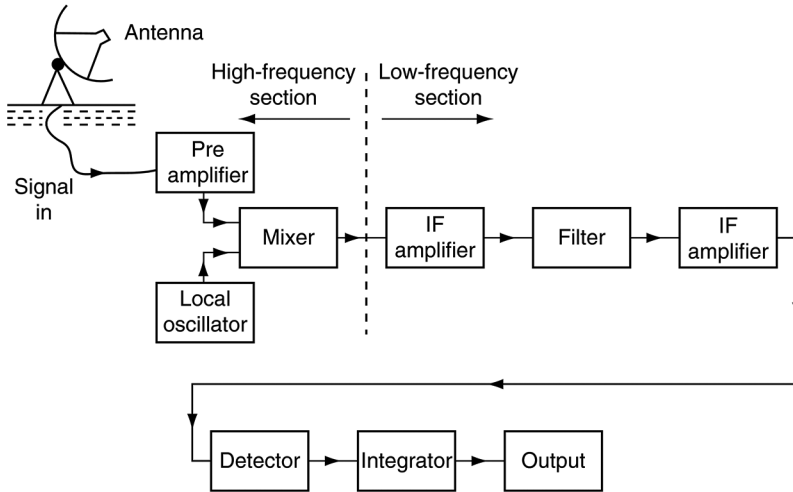 Antenna
High-frequency
section
Low-frequency
section
Signal
in
Pre
amplifier
Mixer
Local
oscillator
IF
amplifier
Filter
IF
amplifier
Detector
Integrator
Output